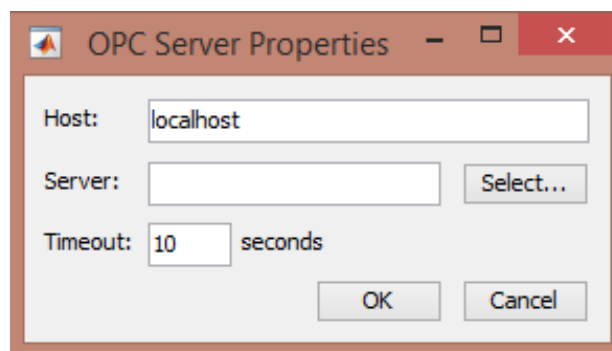 OPC Server Properties
Host: localhost
Server: Select...
Timeout: 10 seconds
OK Cancel